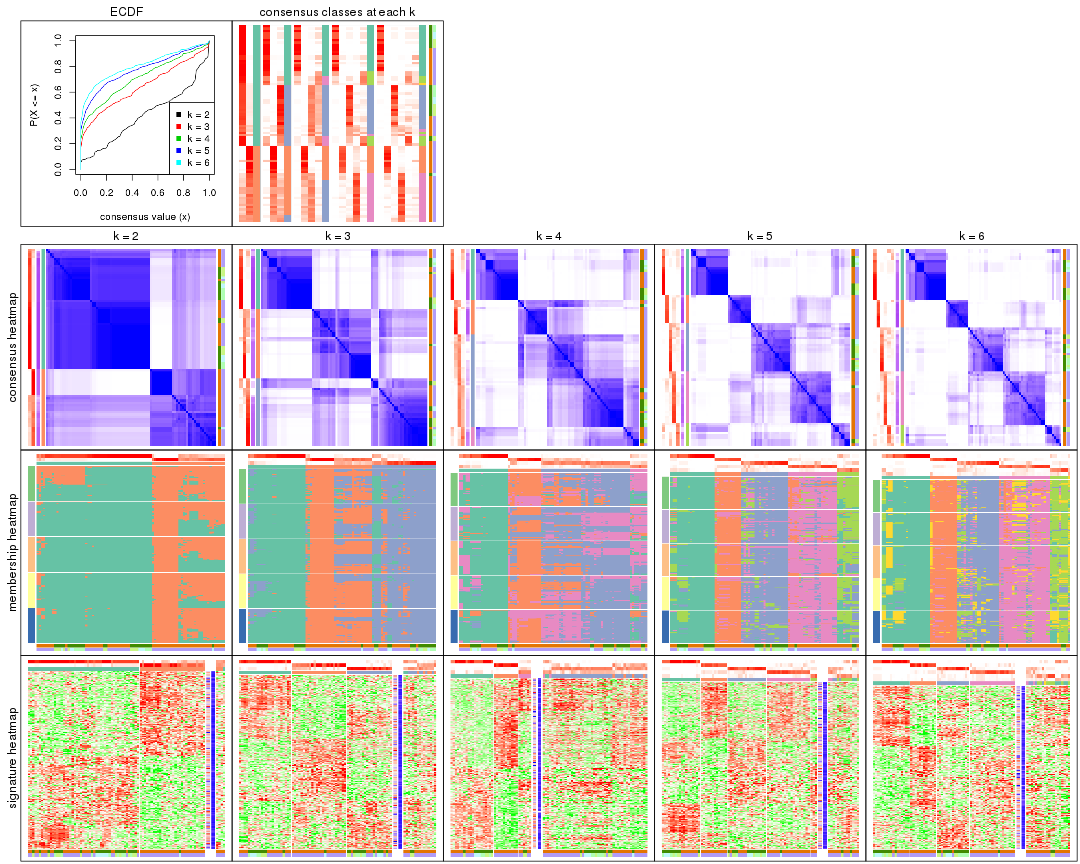 ECDF
consensus classes at each k
P(X <= x)
0.0 0.2 0.4 0.6 0.8 1.0
k = 2
k = 3
k = 4
k = 5
k = 6
0.0 0.2 0.4 0.6 0.8 1.0
consensus value (x)
k = 2
k = 3
k = 4
k = 5
k = 6
consensus heatmap
membership heatmap
signature heatmap